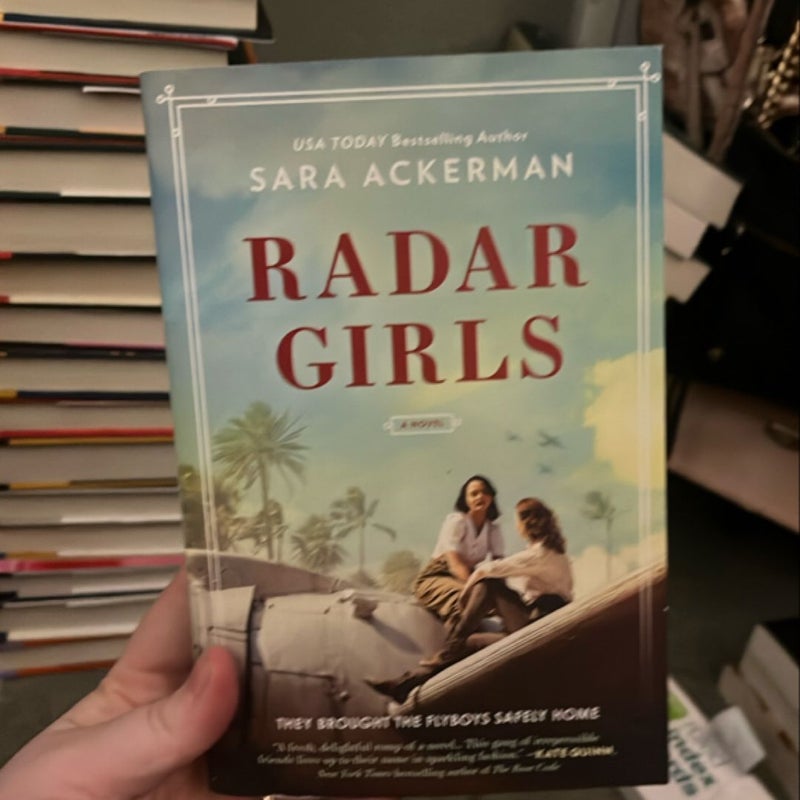 USA TODAY Bestselling Author
SARA ACKERMAN
RADAR
GIRLS
A NOVEL
THEY BROUGHT THE FLYBOYS SAFELY HOME
"A fresh, delightful romp of a novel... This gang of irrepressible
friends lives up to their name in sparkling fashion." —KATE QUINN,
New York Times bestselling author of The Rose Code
index